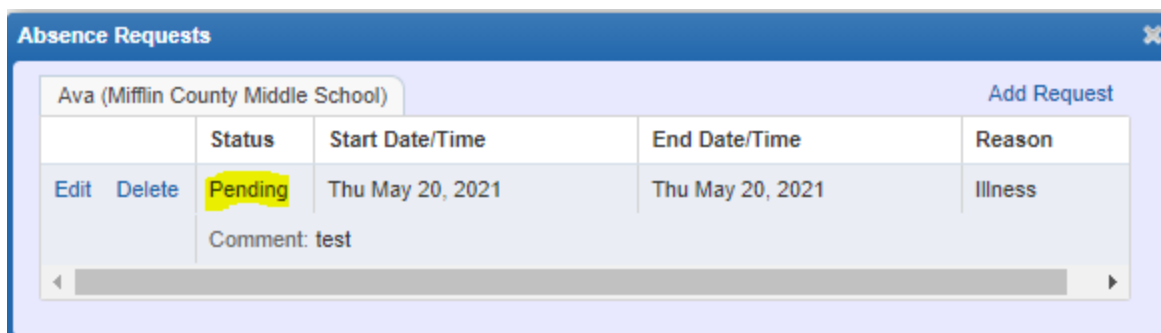 Absence Requests
Ava (Mifflin County Middle School) Add Request
Status Start Date/Time End Date/Time Reason
Edit Delete Pending Thu May 20, 2021 Thu May 20, 2021 Illness
Comment: test